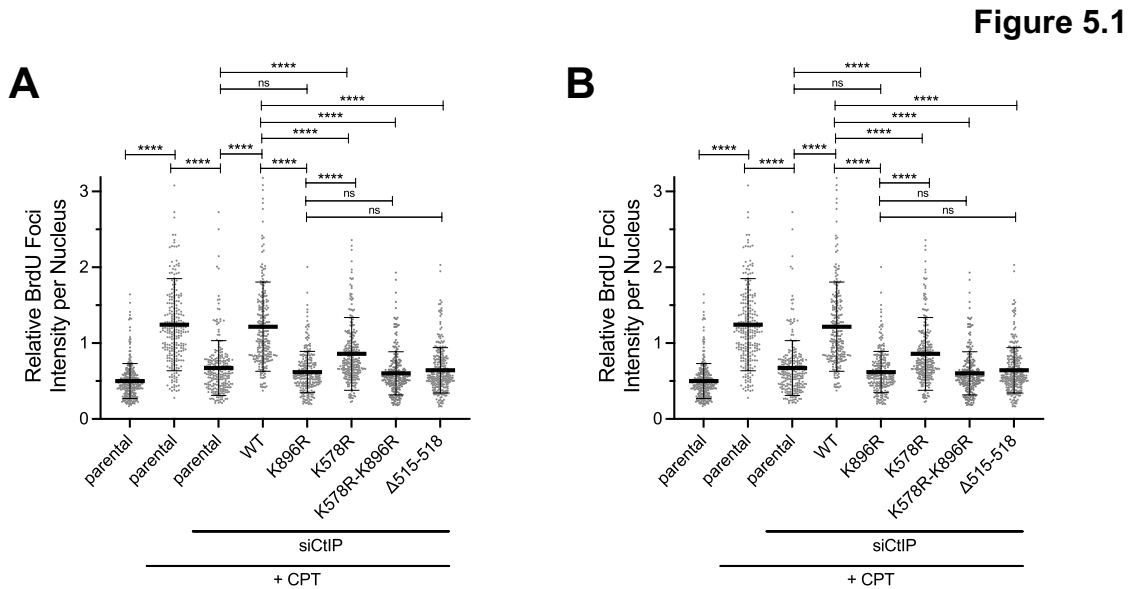 Figure 5.1
A
****
ns
****
****
****
**** **** ****
**** ****
****
ns
ns
Relative BrdU Foci
Intensity per Nucleus
3
2
1
0
parental
parental
parental
WT
K896R
K578R
K578R-K896R
Δ515-518
siCtIP
+ CPT
B
****
ns
****
****
****
**** **** ****
**** ****
****
ns
ns
Relative BrdU Foci
Intensity per Nucleus
3
2
1
0
parental
parental
parental
WT
K896R
K578R
K578R-K896R
Δ515-518
siCtIP
+ CPT